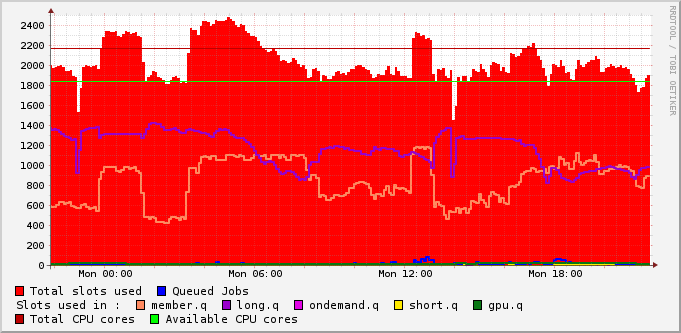 RRDTOOL / TOBI OETIKER
2400
2200
2000
1800
1600
1400
1200
1000
800
600
400
200
0
Mon 00:00 Mon 06:00 Mon 12:00 Mon 18:00
Total slots used Queued Jobs
Slots used in : member.q long.q ondemand.q short.q gpu.q
Total CPU cores Available CPU cores